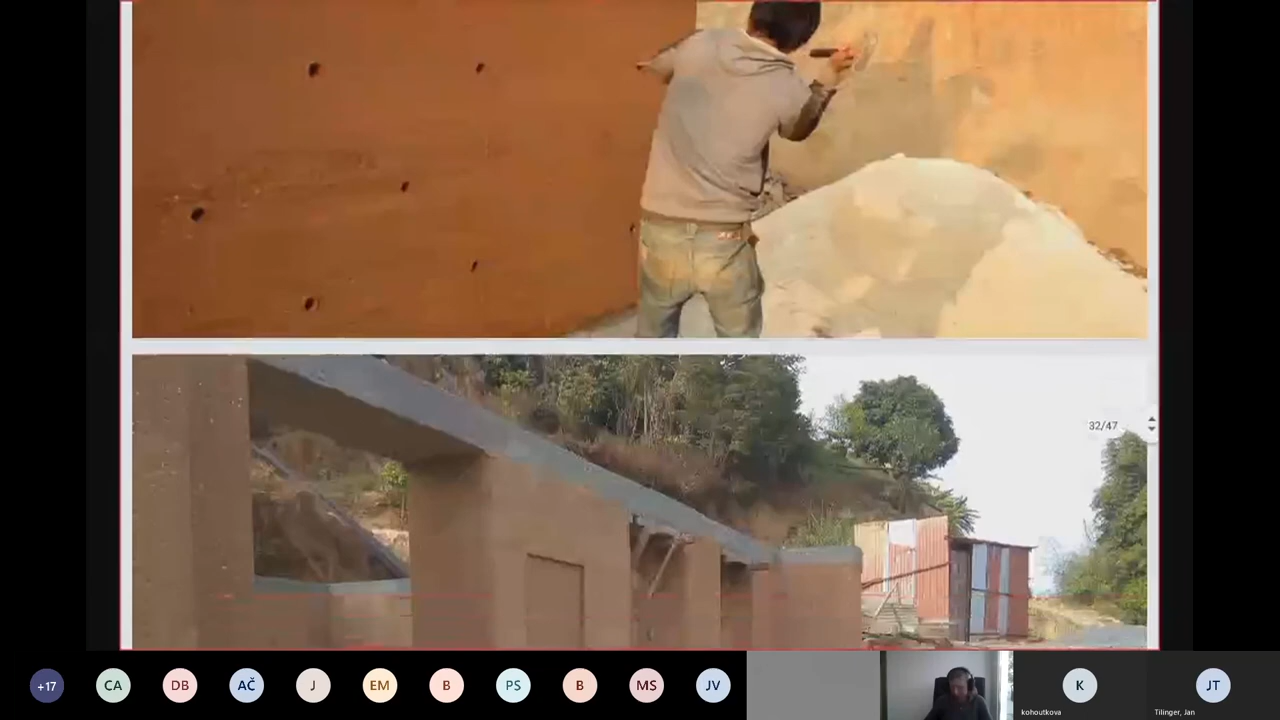 32/47
+17
CA
DB
AČ
J
EM
B
PS
B
MS
JV
K
JT
kohoutkova
Tilinger, Jan